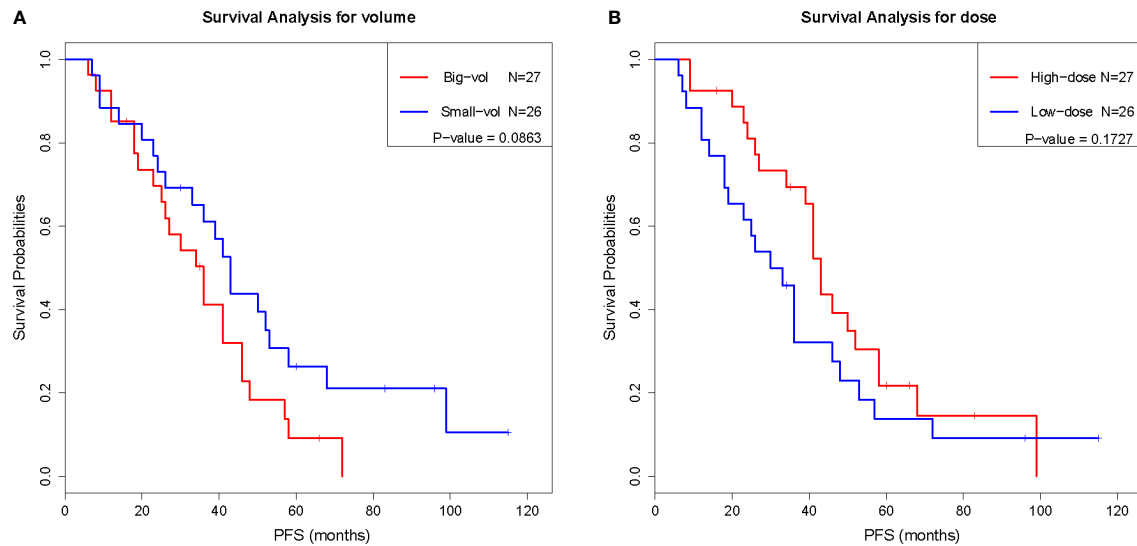 A
Survival Analysis for volume
Survival Probabilities
1.0
0.8
0.6
0.4
0.2
0.0
Big−vol N=27
Small−vol N=26
P−value = 0.0863
0 20 40 60 80 100 120
PFS (months)
B
Survival Analysis for dose
Survival Probabilities
1.0
0.8
0.6
0.4
0.2
0.0
High−dose N=27
Low−dose N=26
P−value = 0.1727
0 20 40 60 80 100 120
PFS (months)